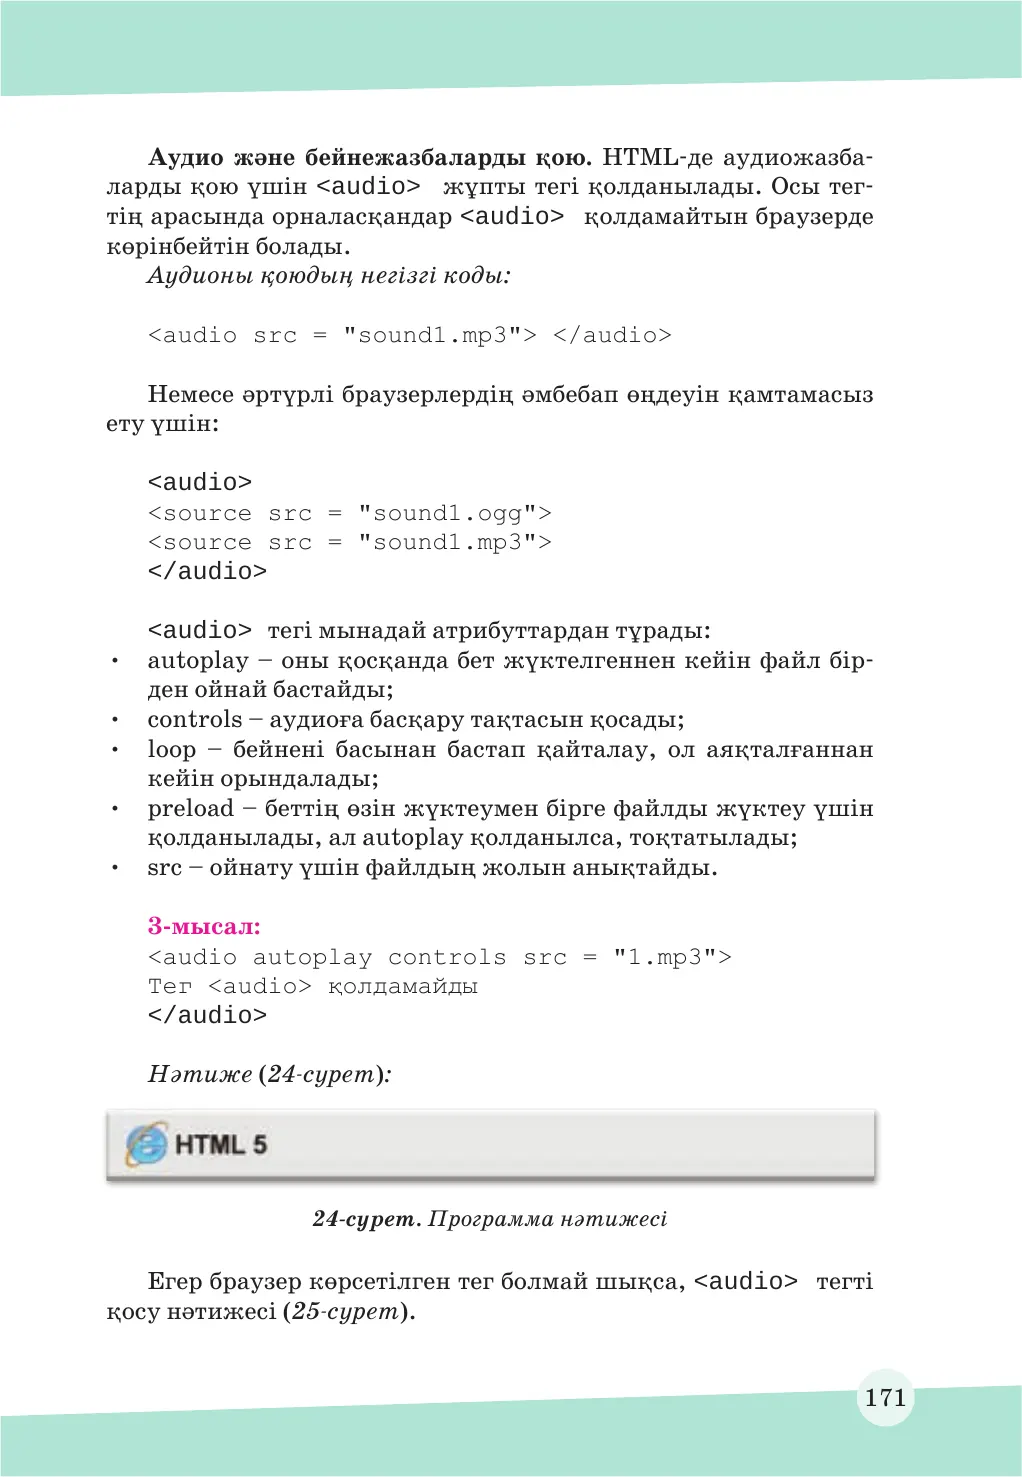 Аудио және бейнежазбаларды қою. HTML-де аудиожазба-
ларды қою үшін <audio> жұпты тегі қолданылады. Осы тег-
тің арасында орналасқандар <audio> қолдамайтын браузерде
көрінбейтін болады.
Аудионы қоюдың негізгі коды:
<audio src = "sound1.mp3"> </audio>
Немесе әртүрлі браузерлердің әмбебап өңдеуін қамтамасыз
ету үшін:
<audio>
<source src = "sound1.ogg">
<source src = "sound1.mp3">
</audio>
<audio> тегі мынадай атрибуттардан тұрады:
• autoplay – оны қосқанда бет жүктелгеннен кейін файл бір-
ден ойнай бастайды;
• controls – аудиоға басқару тақтасын қосады;
• loop – бейнені басынан бастап қайталау, ол аяқталғаннан
кейін орындалады;
• preload – беттің өзін жүктеумен бірге файлды жүктеу үшін
қолданылады, ал autoplay қолданылса, тоқтатылады;
• src – ойнату үшін файлдың жолын анықтайды.
3-мысал:
<audio autoplay controls src = "1.mp3">
Тег <audio> қолдамайды
</audio>
Нәтиже (24-сурет):
HTML 5
24-сурет. Программа нәтижесі
Егер браузер көрсетілген тег болмай шықса, <audio> тегті
қосу нәтижесі (25-сурет).
171